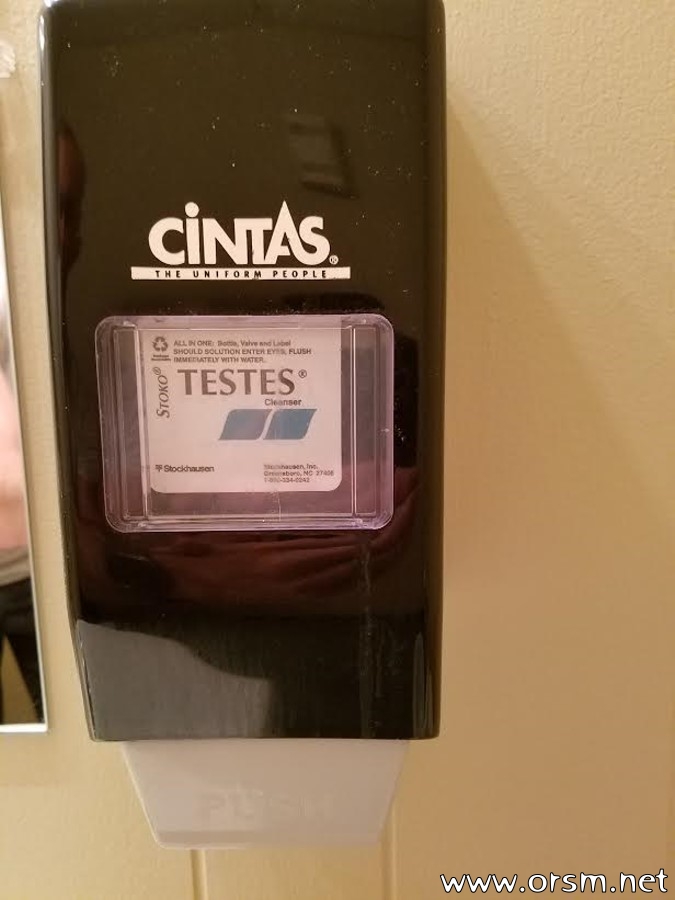 CiNTAS®
THE UNIFORM PEOPLE
ALL IN ONE: Bottle, Valve and Label
SHOULD SOLUTION ENTER EYES, FLUSH
IMMEDIATELY WITH WATER.
STOKO®
TESTES®
Cleanser
Stockhausen
Stockhausen, Inc.
Greensboro, NC 27406
PUSH
www.orsm.net